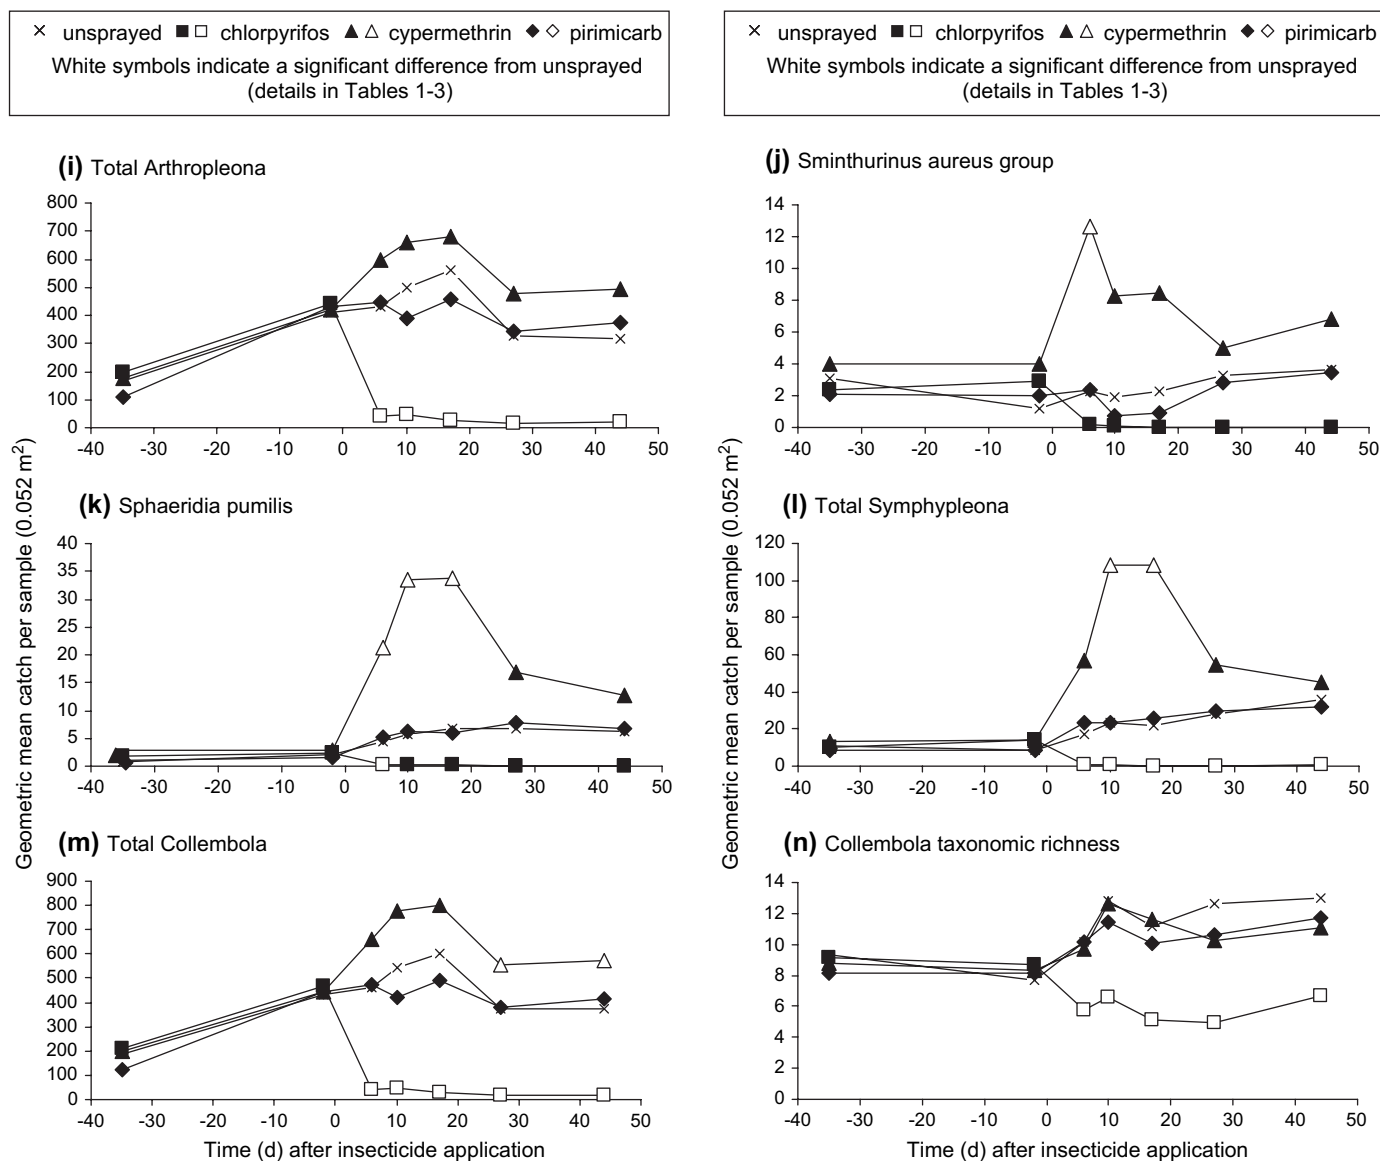 × unsprayed ■ □ chlorpyrifos ▲ △ cypermethrin ◆ ◇ pirimicarb
White symbols indicate a significant difference from unsprayed
(details in Tables 1-3)
× unsprayed ■ □ chlorpyrifos ▲ △ cypermethrin ◆ ◇ pirimicarb
White symbols indicate a significant difference from unsprayed
(details in Tables 1-3)
Geometric mean catch per sample (0.052 m²)
(i) Total Arthropleona
800
700
600
500
400
300
200
100
0
-40 -30 -20 -10 0 10 20 30 40 50
(k) Sphaeridia pumilis
40
35
30
25
20
15
10
5
0
-40 -30 -20 -10 0 10 20 30 40 50
(m) Total Collembola
900
800
700
600
500
400
300
200
100
0
-40 -30 -20 -10 0 10 20 30 40 50
Time (d) after insecticide application
Geometric mean catch per sample (0.052 m²)
(j) Sminthurinus aureus group
14
12
10
8
6
4
2
0
-40 -30 -20 -10 0 10 20 30 40 50
(l) Total Symphypleona
120
100
80
60
40
20
0
-40 -30 -20 -10 0 10 20 30 40 50
(n) Collembola taxonomic richness
14
12
10
8
6
4
2
0
-40 -30 -20 -10 0 10 20 30 40 50
Time (d) after insecticide application